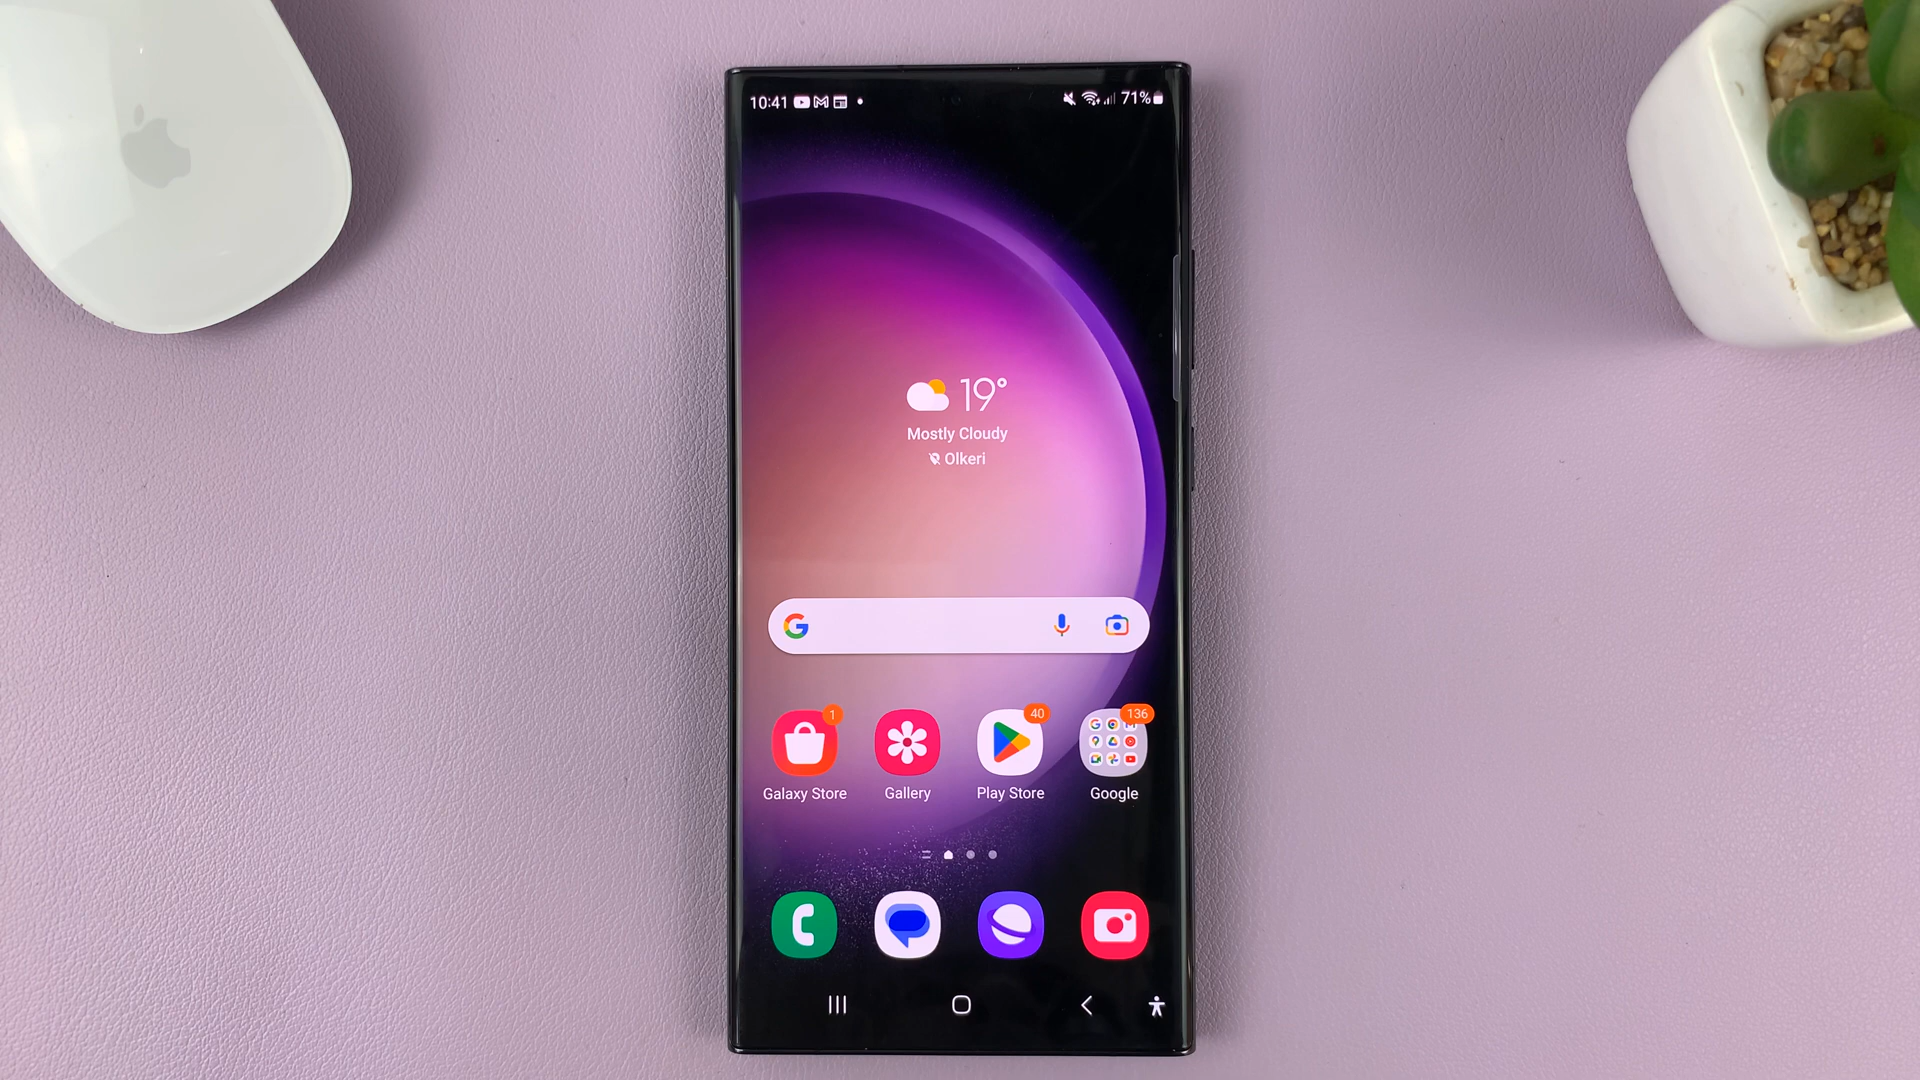 10:41
71%
19°
Mostly Cloudy
Olkeri
1
40
136
Galaxy Store
Gallery
Play Store
Google